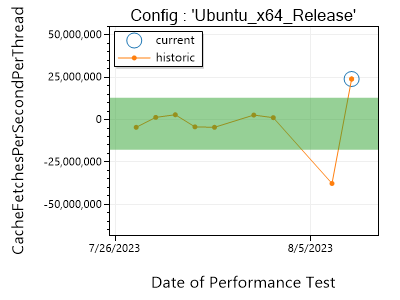 Config : 'Ubuntu_x64_Release'
current
historic
50,000,000
25,000,000
0
-25,000,000
-50,000,000
CacheFetchesPerSecondPerThread
7/26/2023
8/5/2023
Date of Performance Test